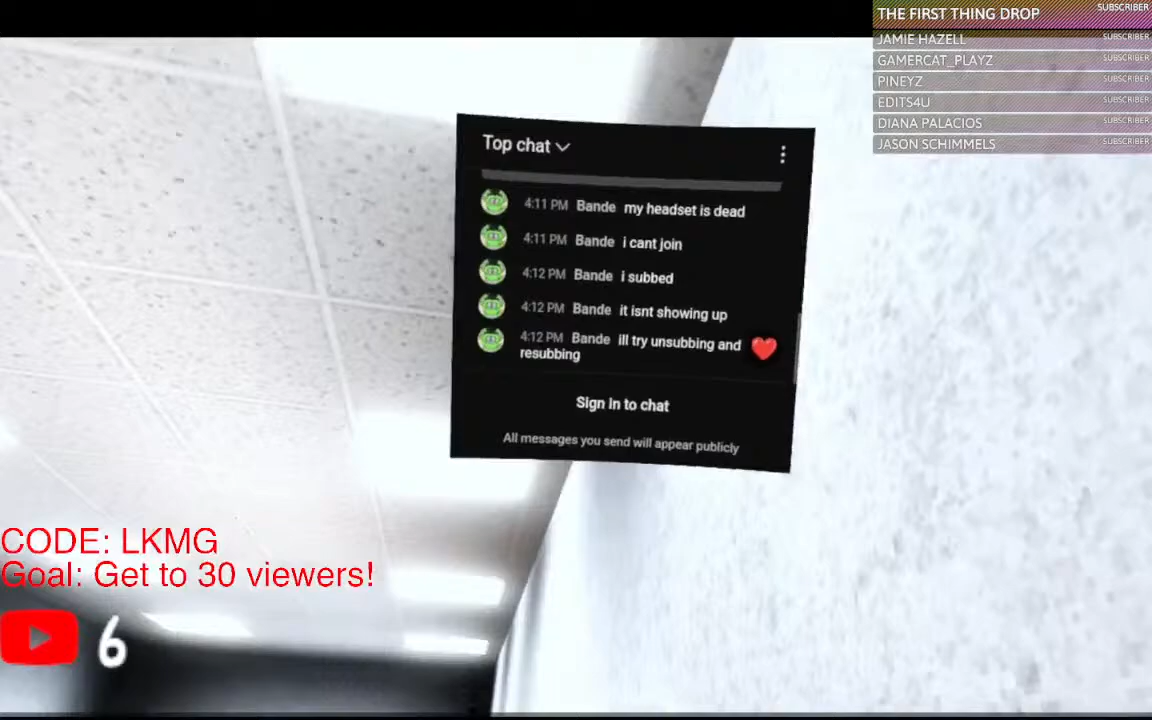 THE FIRST THING DROP SUBSCRIBER
JAMIE HAZELL SUBSCRIBER
GAMERCAT_PLAYZ SUBSCRIBER
PINEYZ SUBSCRIBER
EDITS4U SUBSCRIBER
DIANA PALACIOS SUBSCRIBER
JASON SCHIMMELS SUBSCRIBER
Top chat
4:11 PM Bande my headset is dead
4:11 PM Bande i cant join
4:12 PM Bande i subbed
4:12 PM Bande it isnt showing up
4:12 PM Bande ill try unsubbing and
resubbing
Sign in to chat
All messages you send will appear publicly
CODE: LKMG
Goal: Get to 30 viewers!
6